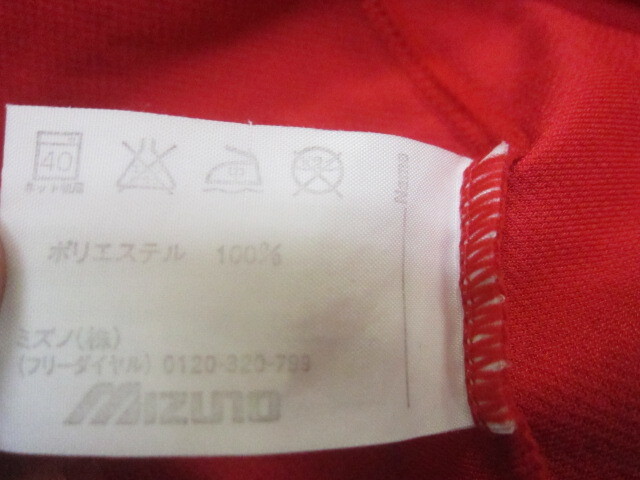 40
ネット使用
Name
ポリエステル 100%
ミズノ(株)
(フリーダイヤル) 0120-320-799
MIZUNO